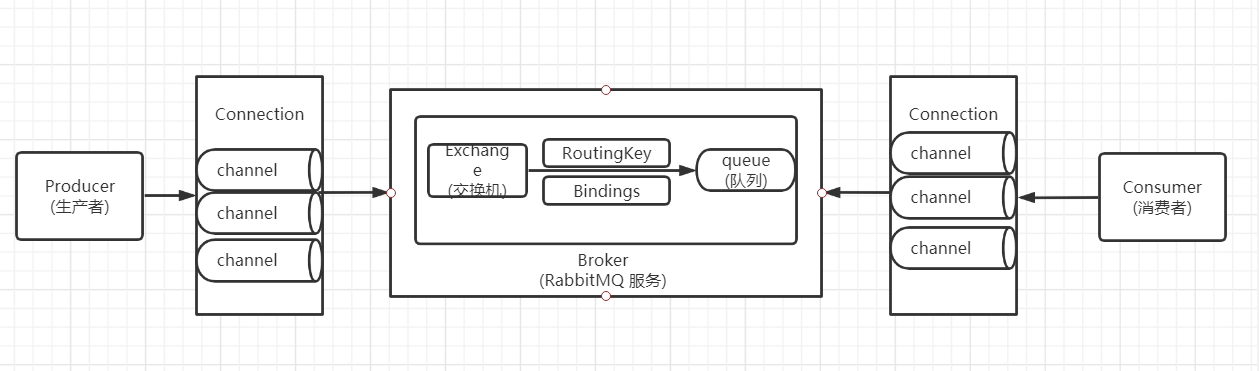 Producer
(生产者)
Connection
channel
channel
channel
Exchang
e
(交换机)
RoutingKey
Bindings
queue
(队列)
Broker
(RabbitMQ 服务)
Connection
channel
channel
channel
Consumer
(消费者)